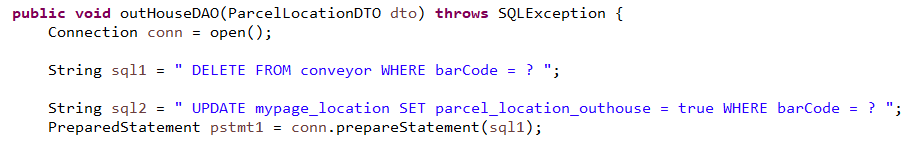 public void outHouseDAO(ParcelLocationDTO dto) throws SQLException {
Connection conn = open();
String sql1 = " DELETE FROM conveyor WHERE barCode = ? ";
String sql2 = " UPDATE mypage_location SET parcel_location_outhouse = true WHERE barCode = ? ";
PreparedStatement pstmt1 = conn.prepareStatement(sql1);